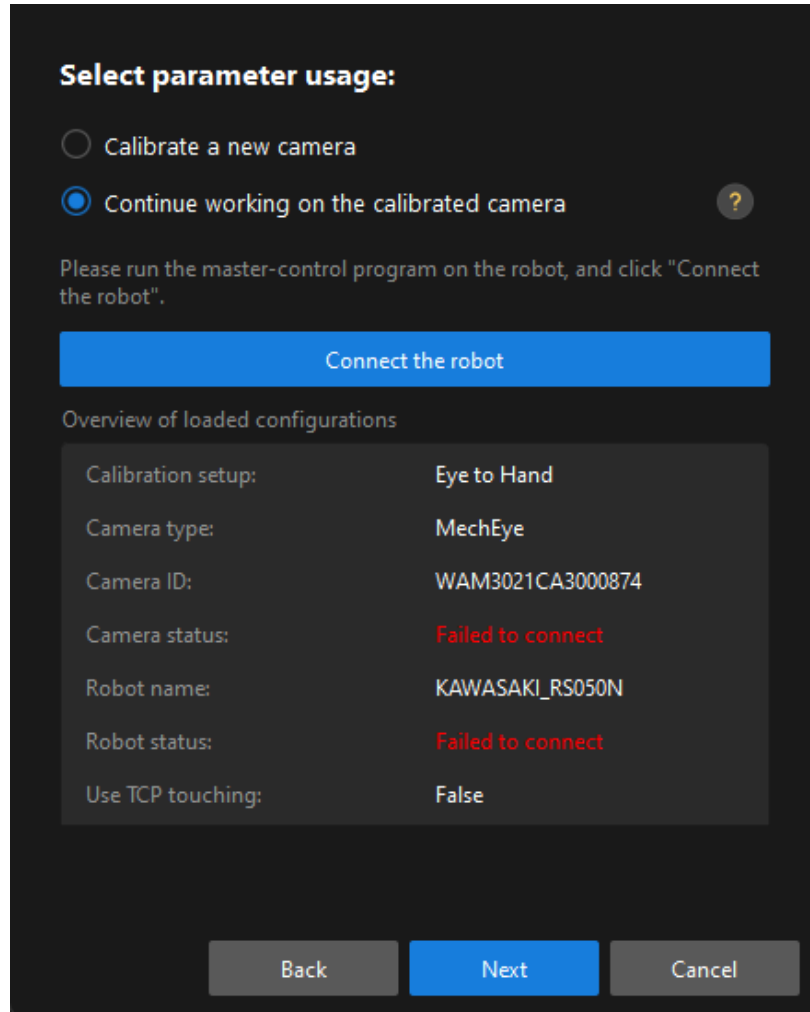 Select parameter usage:
Calibrate a new camera
Continue working on the calibrated camera
?
Please run the master-control program on the robot, and click "Connect
the robot".
Connect the robot
Overview of loaded configurations
Calibration setup: Eye to Hand
Camera type: MechEye
Camera ID: WAM3021CA3000874
Camera status: Failed to connect
Robot name: KAWASAKI_RS050N
Robot status: Failed to connect
Use TCP touching: False
Back Next Cancel